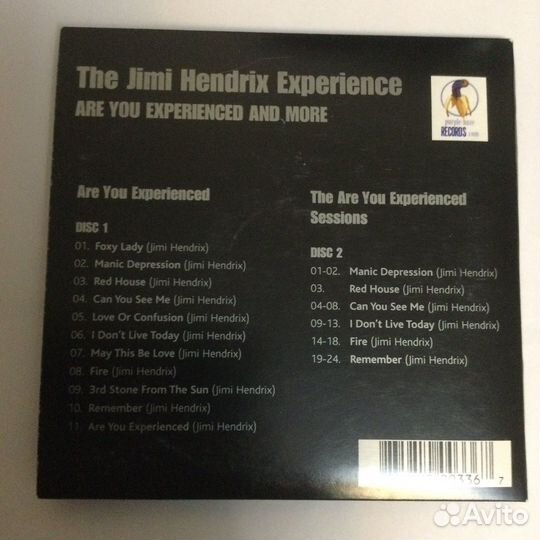 The Jimi Hendrix Experience
ARE YOU EXPERIENCED AND MORE
purple haze
RECORDS.com
Are You Experienced
DISC 1
01. Foxy Lady (Jimi Hendrix)
02. Manic Depression (Jimi Hendrix)
03. Red House (Jimi Hendrix)
04. Can You See Me (Jimi Hendrix)
05. Love Or Confusion (Jimi Hendrix)
06. I Don't Live Today (Jimi Hendrix)
07. May This Be Love (Jimi Hendrix)
08. Fire (Jimi Hendrix)
09. 3rd Stone From The Sun (Jimi Hendrix)
10. Remember (Jimi Hendrix)
11. Are You Experienced (Jimi Hendrix)
The Are You Experienced
Sessions
DISC 2
01-02. Manic Depression (Jimi Hendrix)
03. Red House (Jimi Hendrix)
04-08. Can You See Me (Jimi Hendrix)
09-13. I Don't Live Today (Jimi Hendrix)
14-18. Fire (Jimi Hendrix)
19-24. Remember (Jimi Hendrix)
7
Avito